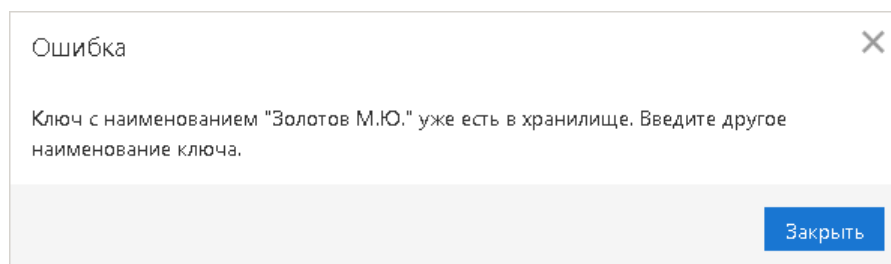 Ошибка
Ключ с наименованием "Золотов М.Ю." уже есть в хранилище. Введите другое
наименование ключа.
Закрыть